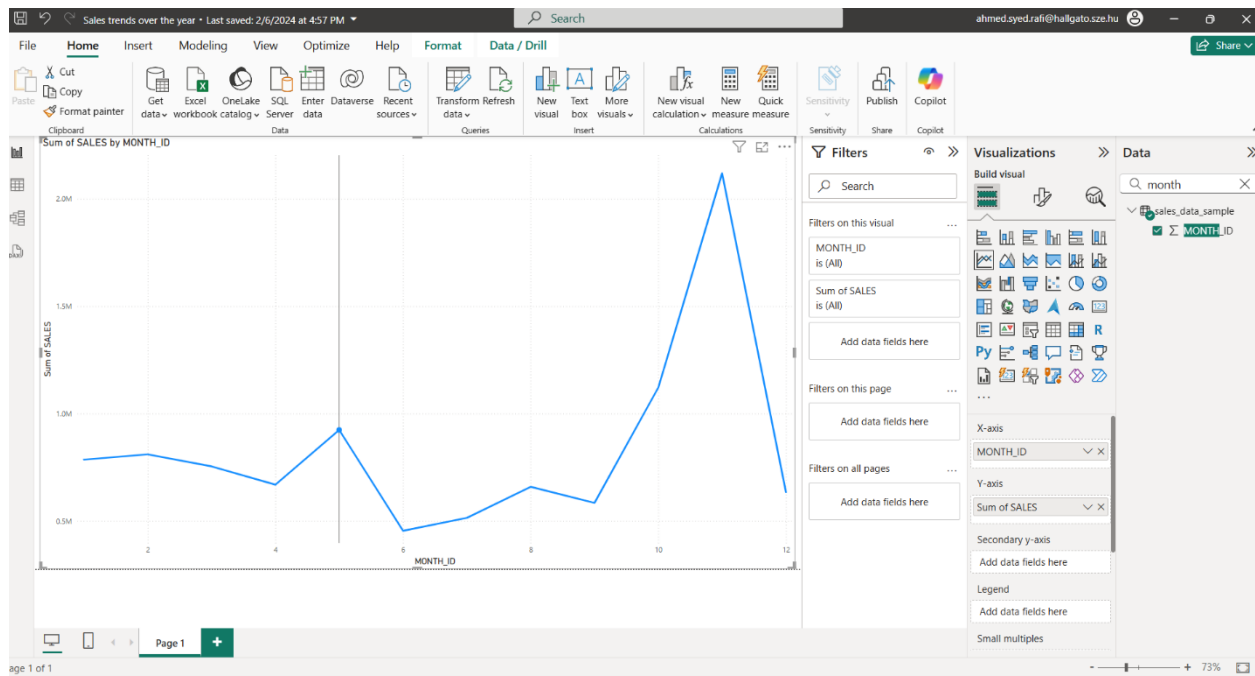 Sales trends over the year • Last saved: 2/6/2024 at 4:57 PM
Search
ahmed.syed.rafi@hallgato.sze.hu
File Home Insert Modeling View Optimize Help Format Data / Drill
Share
Paste
Cut
Copy
Format painter
Clipboard
Get data
Excel workbook
OneLake catalog
SQL Server
Enter data
Dataverse
Recent sources
Data
Transform data
Refresh
Queries
New visual
Text box
More visuals
Insert
New visual calculation
New measure
Quick measure
Calculations
Sensitivity
Sensitivity
Publish
Share
Copilot
Copilot
Sum of SALES by MONTH_ID
2.0M
1.5M
1.0M
0.5M
Sum of SALES
2 4 6 8 10 12
MONTH_ID
Filters
Search
Filters on this visual
...
MONTH_ID
is (All)
Sum of SALES
is (All)
Add data fields here
Filters on this page
...
Add data fields here
Filters on all pages
...
Add data fields here
Visualizations
Build visual
123
R
Py
...
X-axis
MONTH_ID
Y-axis
Sum of SALES
Secondary y-axis
Add data fields here
Legend
Add data fields here
Small multiples
Data
month
sales_data_sample
Σ MONTH_ID
Page 1
age 1 of 1
73%